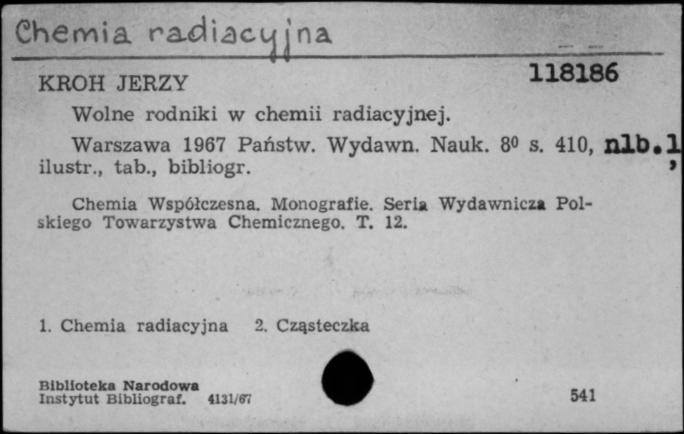 Chemia radiacyjna
118186
KROH JERZY
Wolne rodniki w chemii radiacyjnej.
Warszawa 1967 Państw. Wydawn. Nauk. 8⁰ s. 410, nlb.1,
ilustr., tab., bibliogr.
Chemia Współczesna. Monografie. Seria Wydawnicza Pol-
skiego Towarzystwa Chemicznego. T. 12.
1. Chemia radiacyjna 2. Cząsteczka
Biblioteka Narodowa
Instytut Bibliograf. 4131/67
541